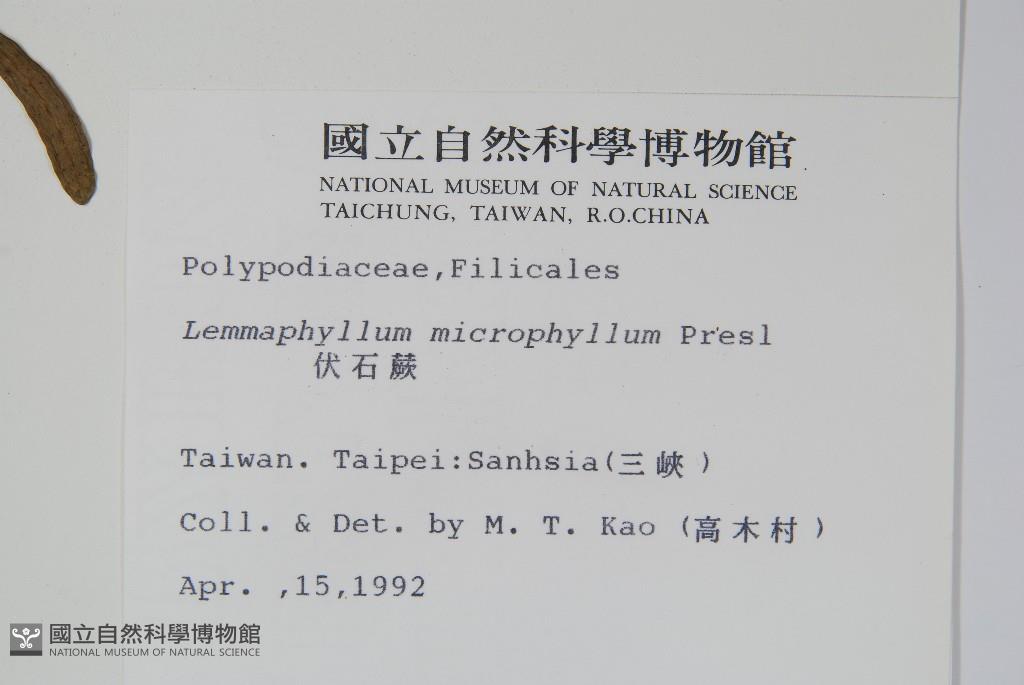 國立自然科學博物館
NATIONAL MUSEUM OF NATURAL SCIENCE
TAICHUNG, TAIWAN, R.O.CHINA
Polypodiaceae,Filicales
Lemmaphyllum microphyllum Presl
伏石蕨
Taiwan. Taipei:Sanhsia(三峽)
Coll. & Det. by M. T. Kao (高木村)
Apr. ,15,1992
國立自然科學博物館
NATIONAL MUSEUM OF NATURAL SCIENCE